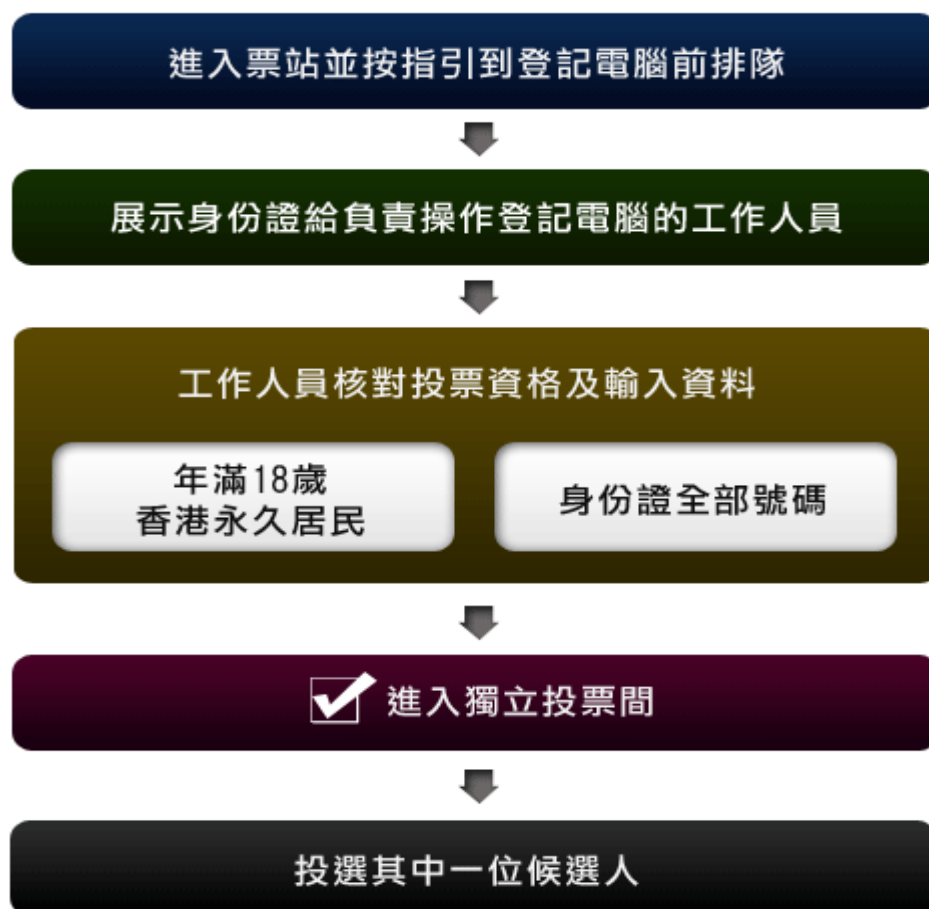 進入票站並按指引到登記電腦前排隊
展示身份證給負責操作登記電腦的工作人員
工作人員核對投票資格及輸入資料
年滿18歲
香港永久居民
身份證全部號碼
進入獨立投票間
投選其中一位候選人